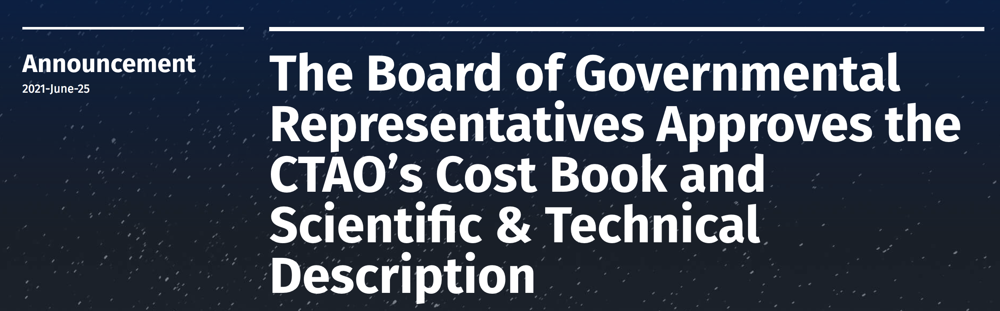 Announcement
2021-June-25
The Board of Governmental
Representatives Approves the
CTAO’s Cost Book and
Scientific & Technical
Description